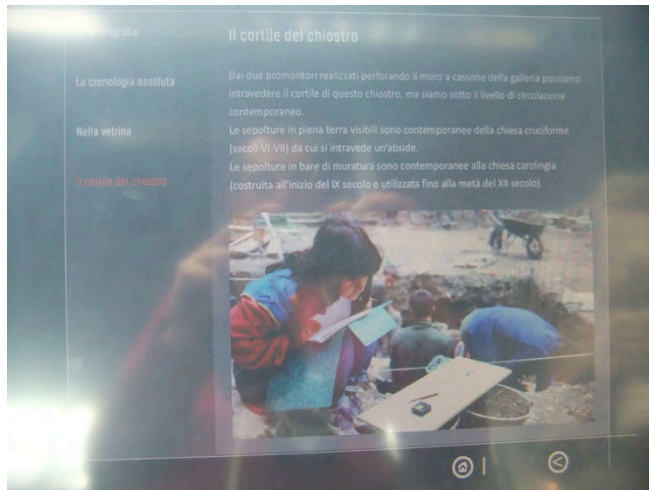 La cronologia assoluta
Nella vetrina
Il cortile del chiostro
Il cortile del chiostro
Dai due promontori realizzati perforando il muro a cassone della galleria possiamo
intravedere il cortile di questo chiostro, ma siamo sotto il livello di circolazione
contemporaneo.
Le sepolture in piena terra visibili sono contemporanee della chiesa cruciforme
(secoli VI-VII) da cui si intravede un'abside.
Le sepolture in bare di muratura sono contemporanee alla chiesa carolingia
(costruita all'inizio del IX secolo e utilizzata fino alla metà del XII secolo).